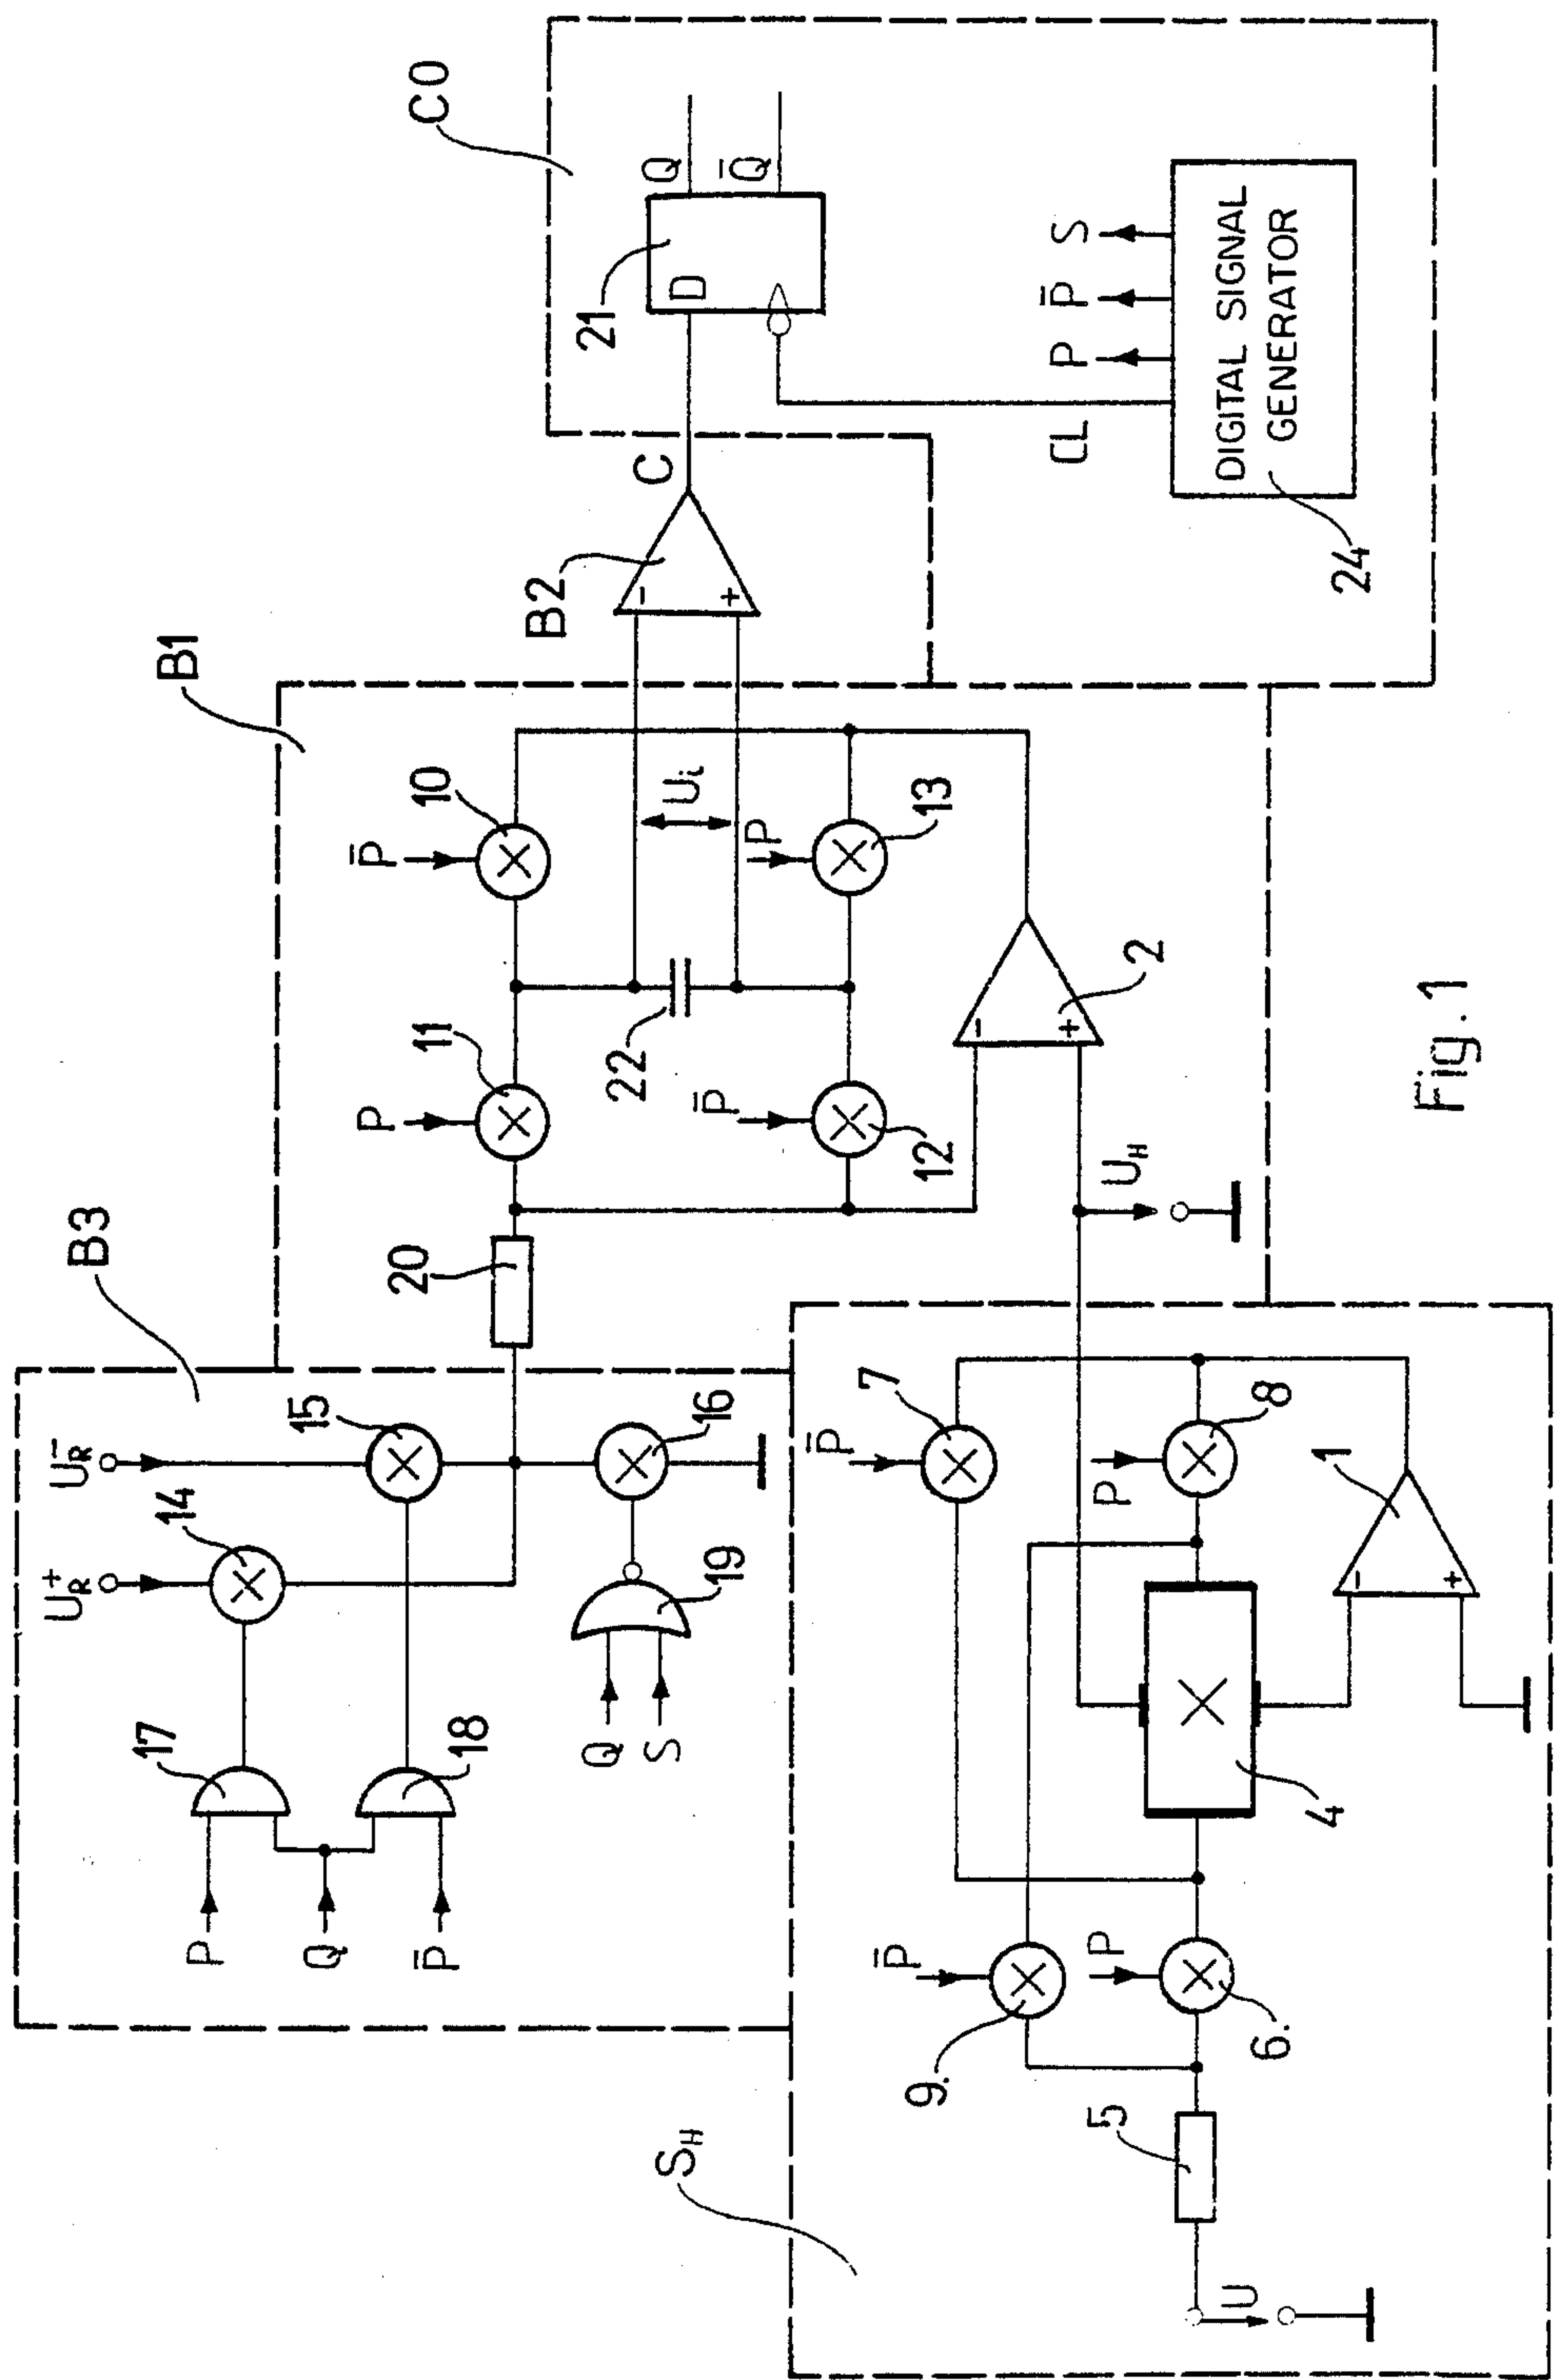 B3
U_R^+
U_R^-
14
15
17
P
Q
P̄
18
Q
S
19
16
20
B1
P
11
P̄
10
22
U_i
P̄
12
P
13
2
U_H
B2
-
+
C
-
+
C0
21
D
Q
Q̄
CL
P
P̄
S
DIGITAL SIGNAL
GENERATOR
24
S_H
P̄
7
P̄
9.
P
6.
P
8
5
U
4
1
-
+
Fig. 1